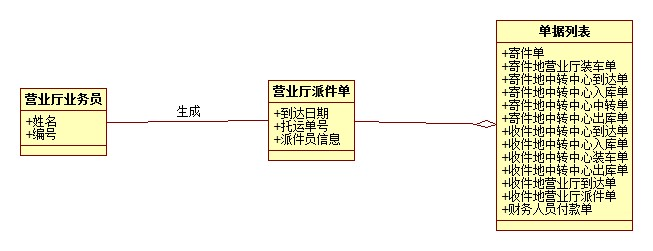 营业厅业务员
+姓名
+编号
生成
营业厅派件单
+到达日期
+托运单号
+派件员信息
单据列表
+寄件单
+寄件地营业厅装车单
+寄件地中转中心到达单
+寄件地中转中心入库单
+寄件地中转中心中转单
+寄件地中转中心出库单
+收件地中转中心到达单
+收件地中转中心入库单
+收件地中转中心装车单
+收件地中转中心出库单
+收件地营业厅到达单
+收件地营业厅派件单
+财务人员付款单